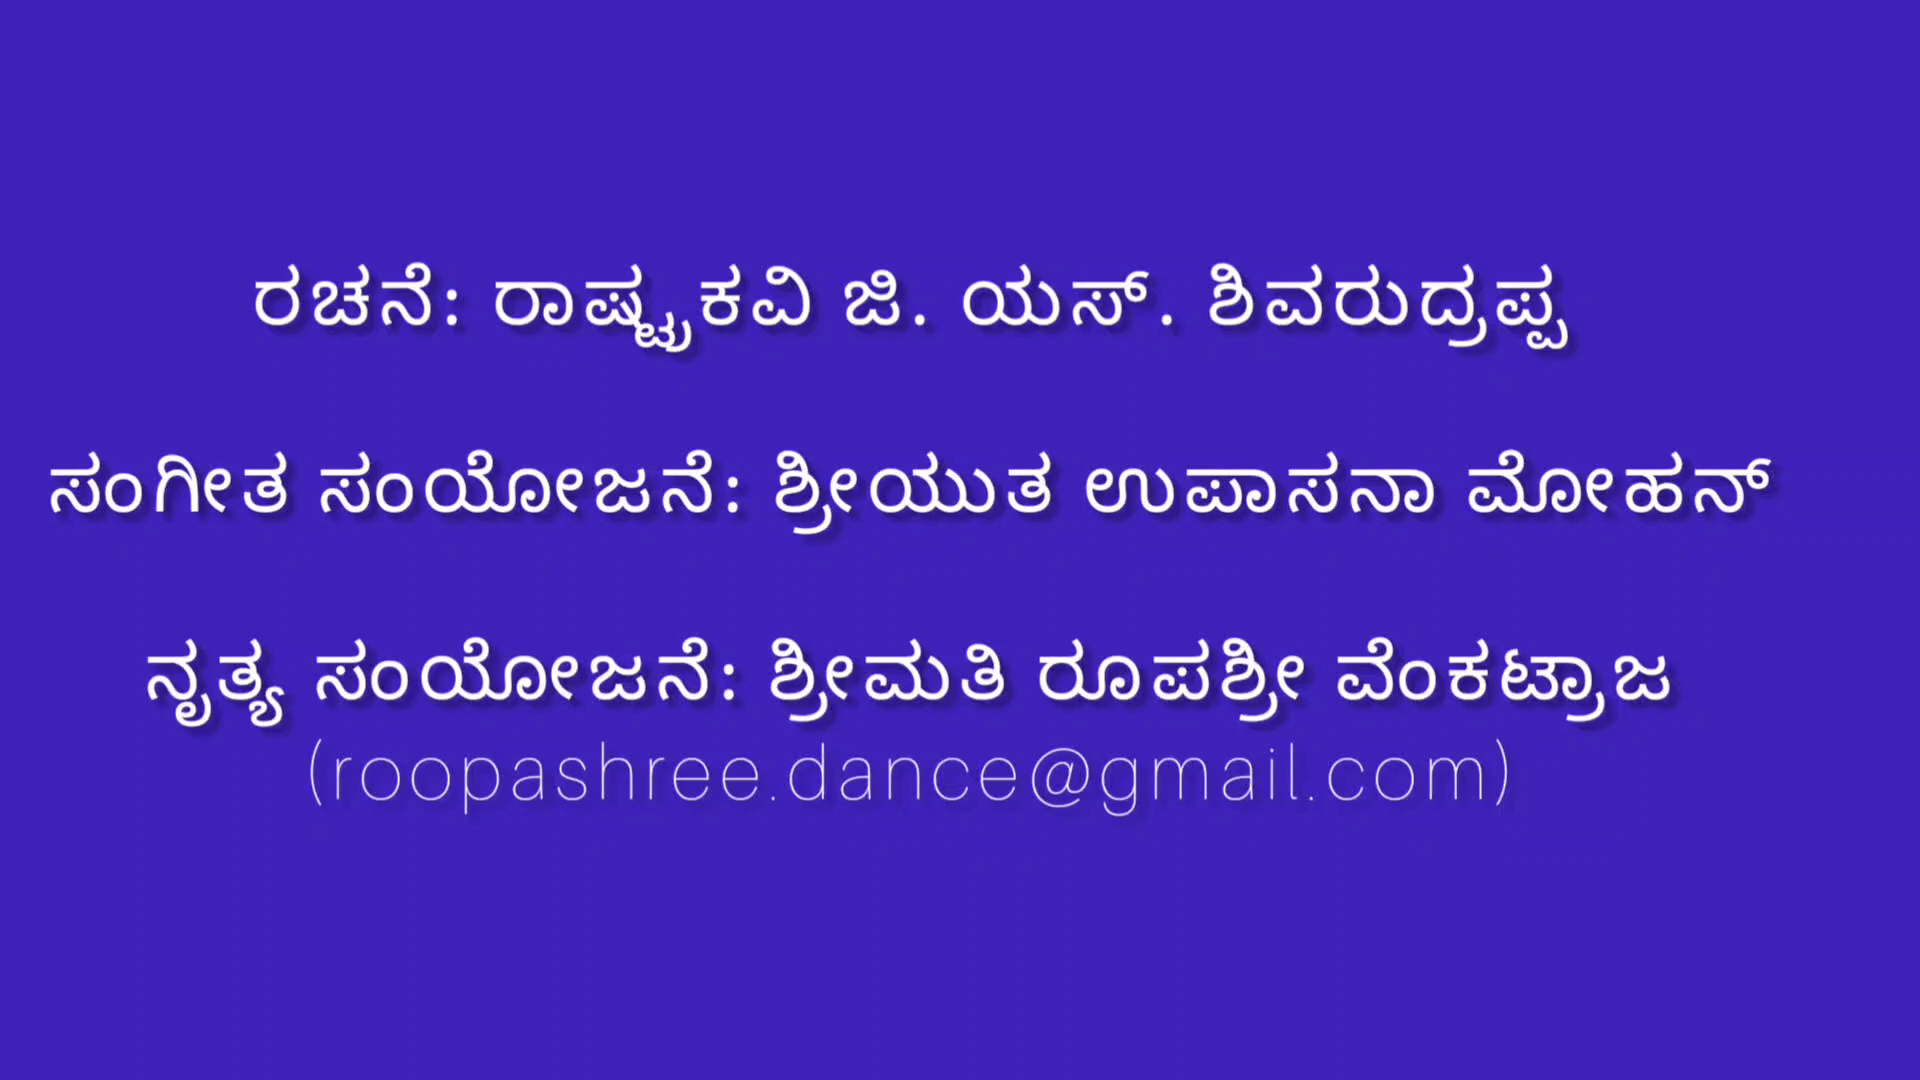 ರಚನೆ: ರಾಷ್ಟ್ರಕವಿ ಜಿ. ಯಸ್. ಶಿವರುದ್ರಪ್ಪ
ಸಂಗೀತ ಸಂಯೋಜನೆ: ಶ್ರೀಯುತ ಉಪಾಸನಾ ಮೋಹನ್
ನೃತ್ಯ ಸಂಯೋಜನೆ: ಶ್ರೀಮತಿ ರೂಪಶ್ರೀ ವೆಂಕಟ್ರಾಜ
(roopashree.dance@gmail.com)